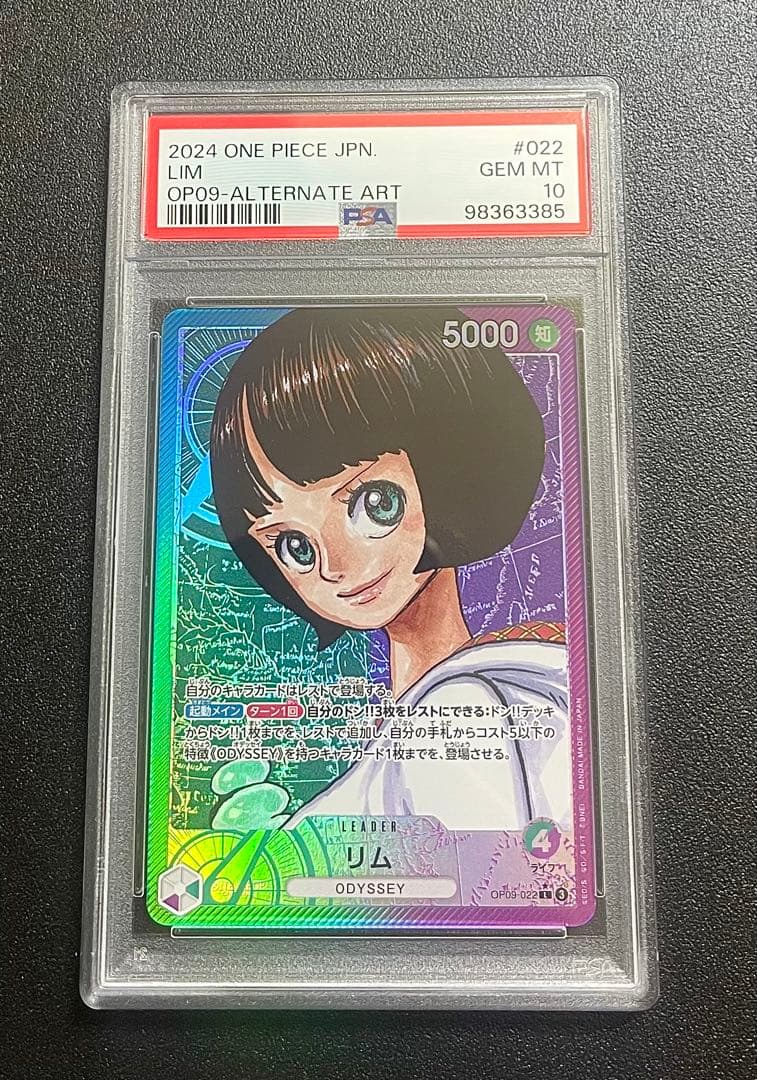 2024 ONE PIECE JPN. #022
LIM GEM MT
OP09-ALTERNATE ART 10
PSA 98363385
5000 知
自分のキャラカードはレストで登場する。
起動メイン ターン1回 自分のドン!!3枚をレストにできる:ドン!!デッキ
からドン!!1枚までを、レストで追加し、自分の手札からコスト5以下の
特徴《ODYSSEY》を持つキャラカード1枚までを、登場させる。
LEADER
リム
ODYSSEY
4
ライフ
OP09-022 L 3
BANDAI MADE IN JAPAN